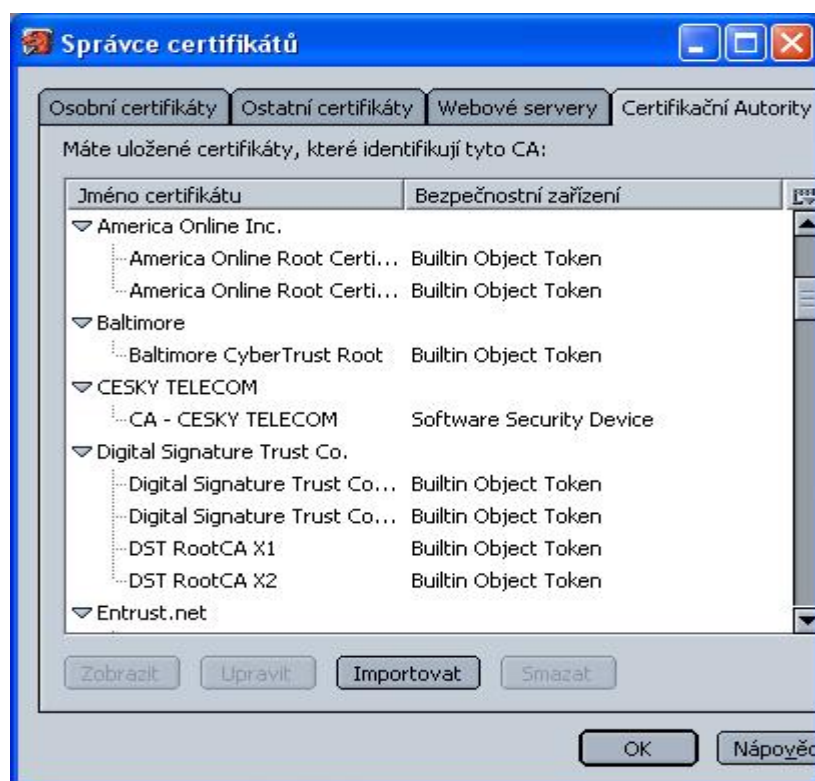 Správce certifikátů
Osobní certifikáty Ostatní certifikáty Webové servery Certifikační Autority
Máte uložené certifikáty, které identifikují tyto CA:
Jméno certifikátu Bezpečnostní zařízení
America Online Inc.
America Online Root Certi... Builtin Object Token
America Online Root Certi... Builtin Object Token
Baltimore
Baltimore CyberTrust Root Builtin Object Token
CESKY TELECOM
CA - CESKY TELECOM Software Security Device
Digital Signature Trust Co.
Digital Signature Trust Co... Builtin Object Token
Digital Signature Trust Co... Builtin Object Token
DST RootCA X1 Builtin Object Token
DST RootCA X2 Builtin Object Token
Entrust.net
Zobrazit Upravit Importovat Smazat
OK